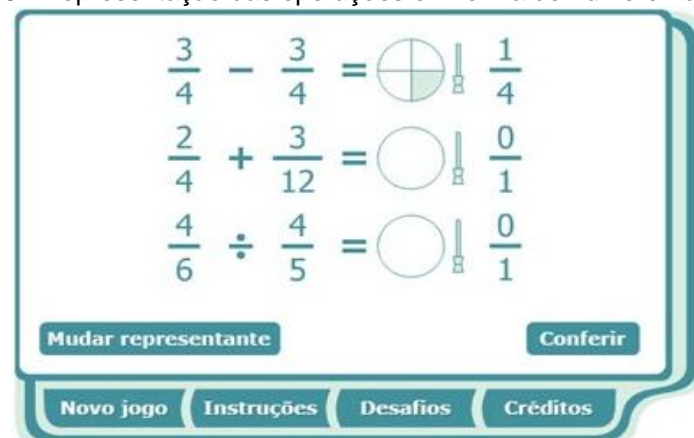 3/4 − 3/4 = 1/4
2/4 + 3/12 = 0/1
4/6 ÷ 4/5 = 0/1
Mudar representante Conferir
Novo jogo Instruções Desafios Créditos